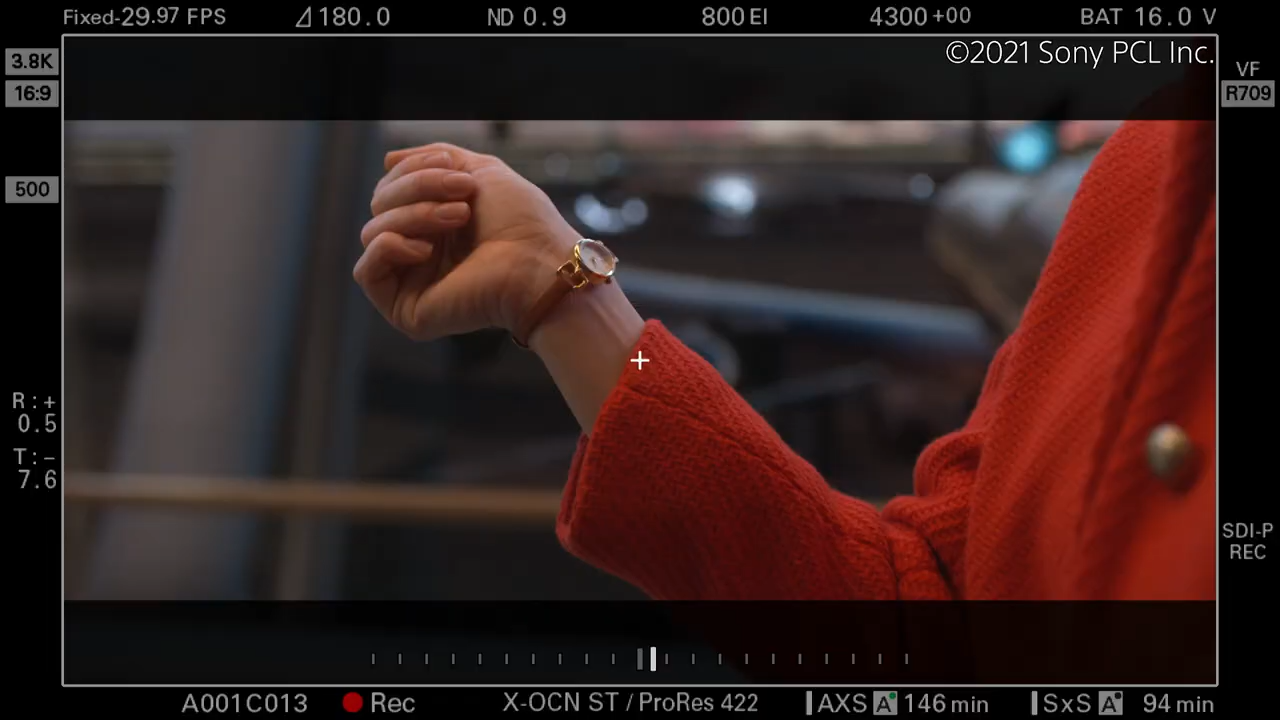 Fixed-29.97 FPS ⊿180.0 ND 0.9 800 EI 4300+00 BAT 16.0 V
©2021 Sony PCL Inc.
3.8K
16:9
VF
R709
500
R:+
0.5
T:-
7.6
SDI-P
REC
A001C013 Rec X-OCN ST / ProRes 422 AXS A 146 min SxS A 94 min